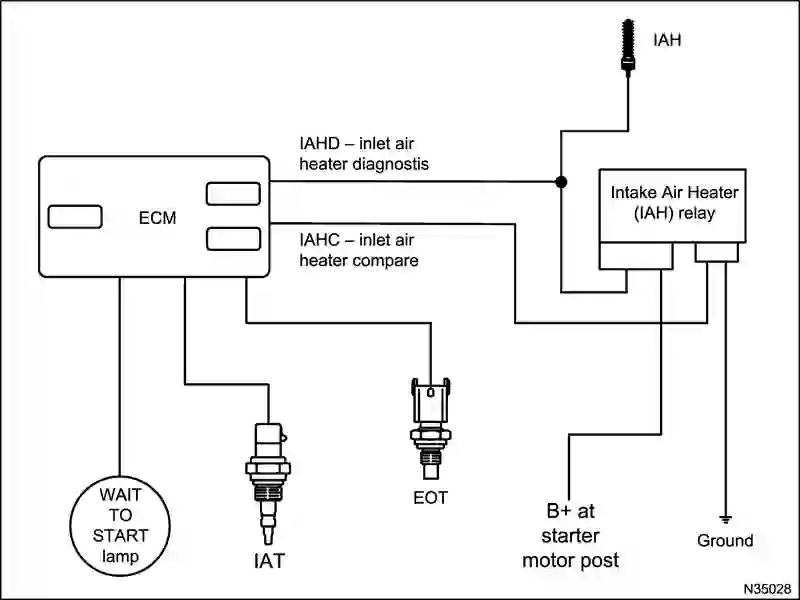 IAH
IAHD – inlet air
heater diagnostis
Intake Air Heater
(IAH) relay
ECM
IAHC – inlet air
heater compare
WAIT
TO
START
lamp
IAT
EOT
B+ at
starter
motor post
Ground
N35028